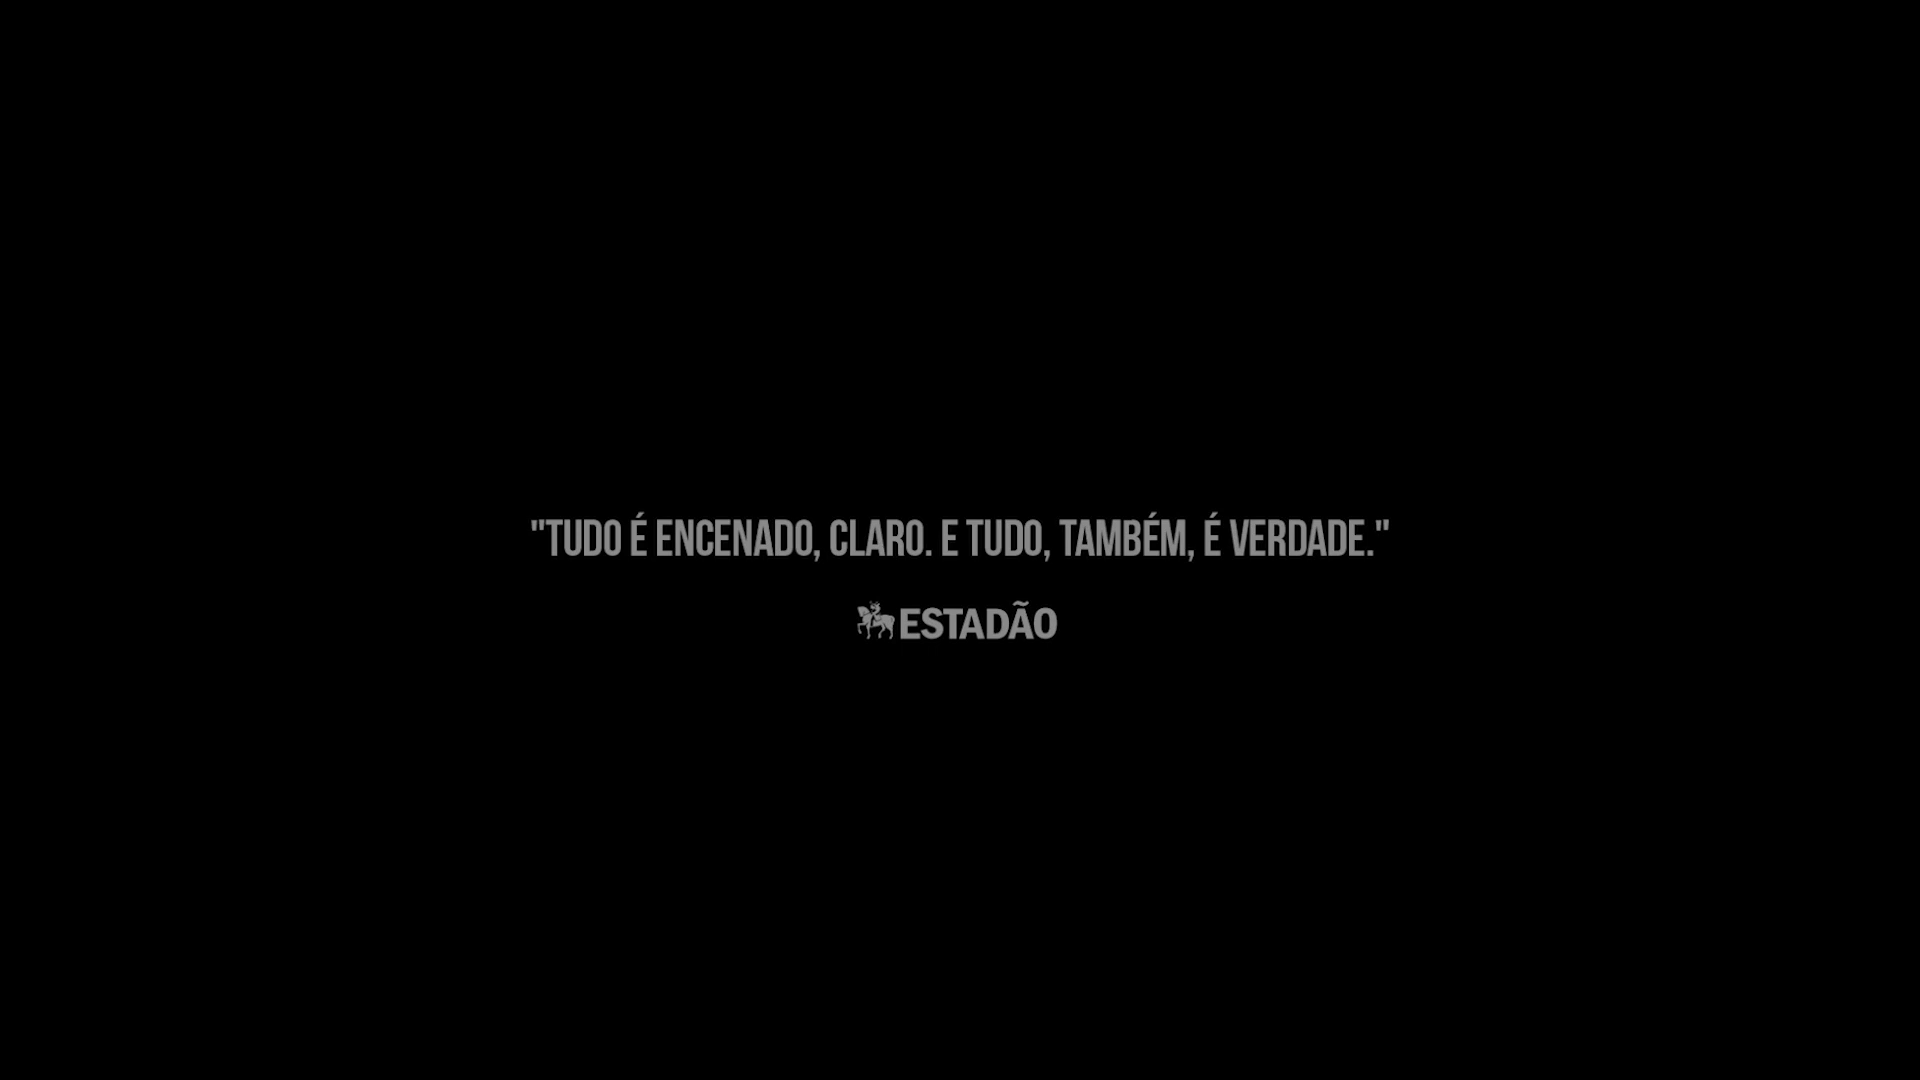 "TUDO É ENCENADO, CLARO. E TUDO, TAMBÉM, É VERDADE."
ESTADÃO